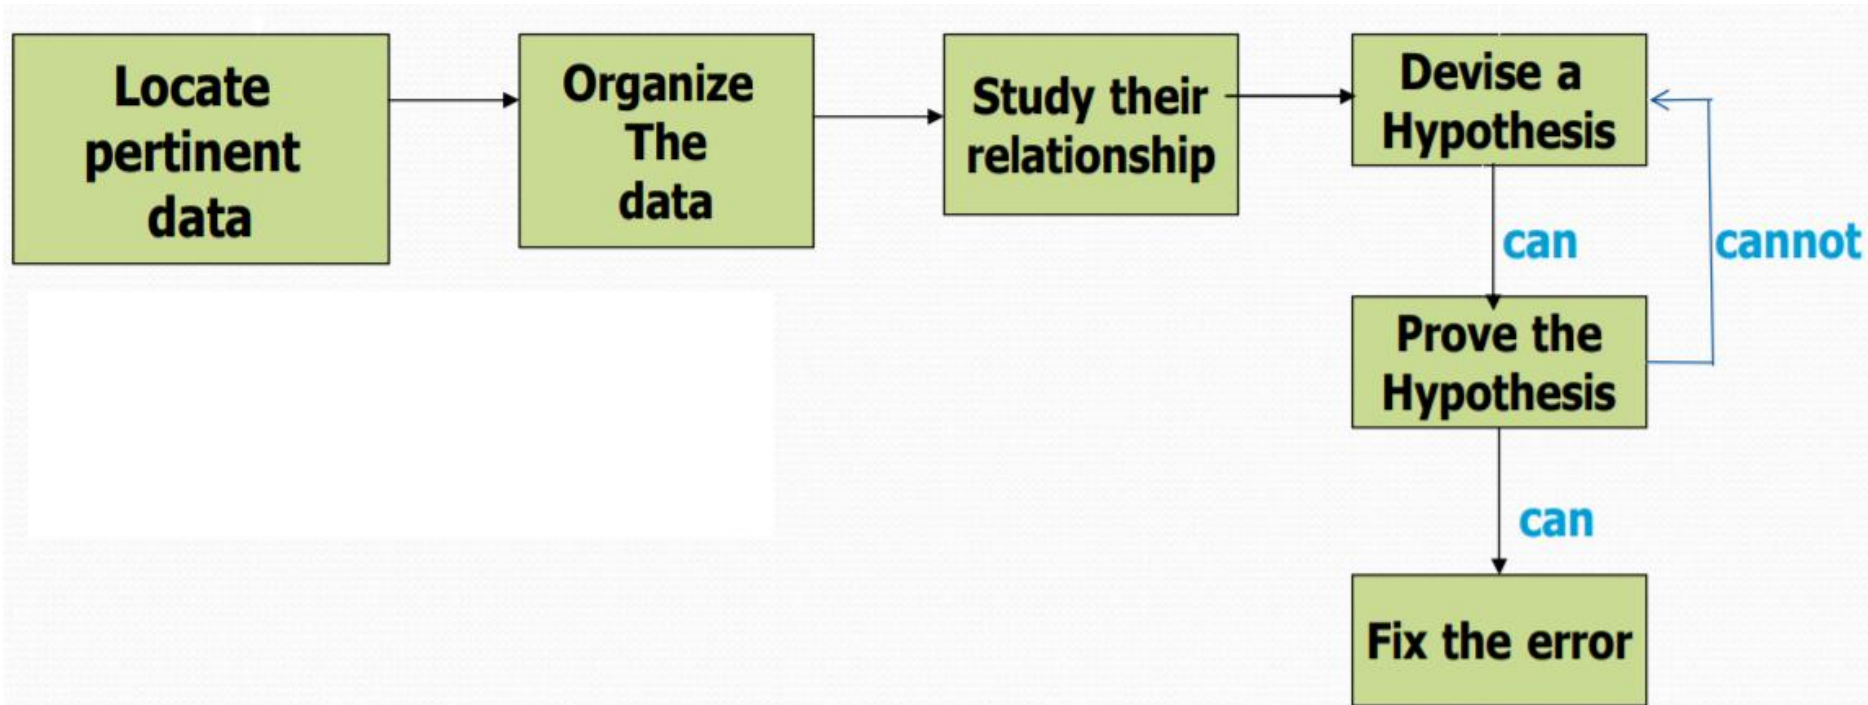 Locate
pertinent
data
Organize
The
data
Study their
relationship
Devise a
Hypothesis
can
cannot
Prove the
Hypothesis
can
Fix the error